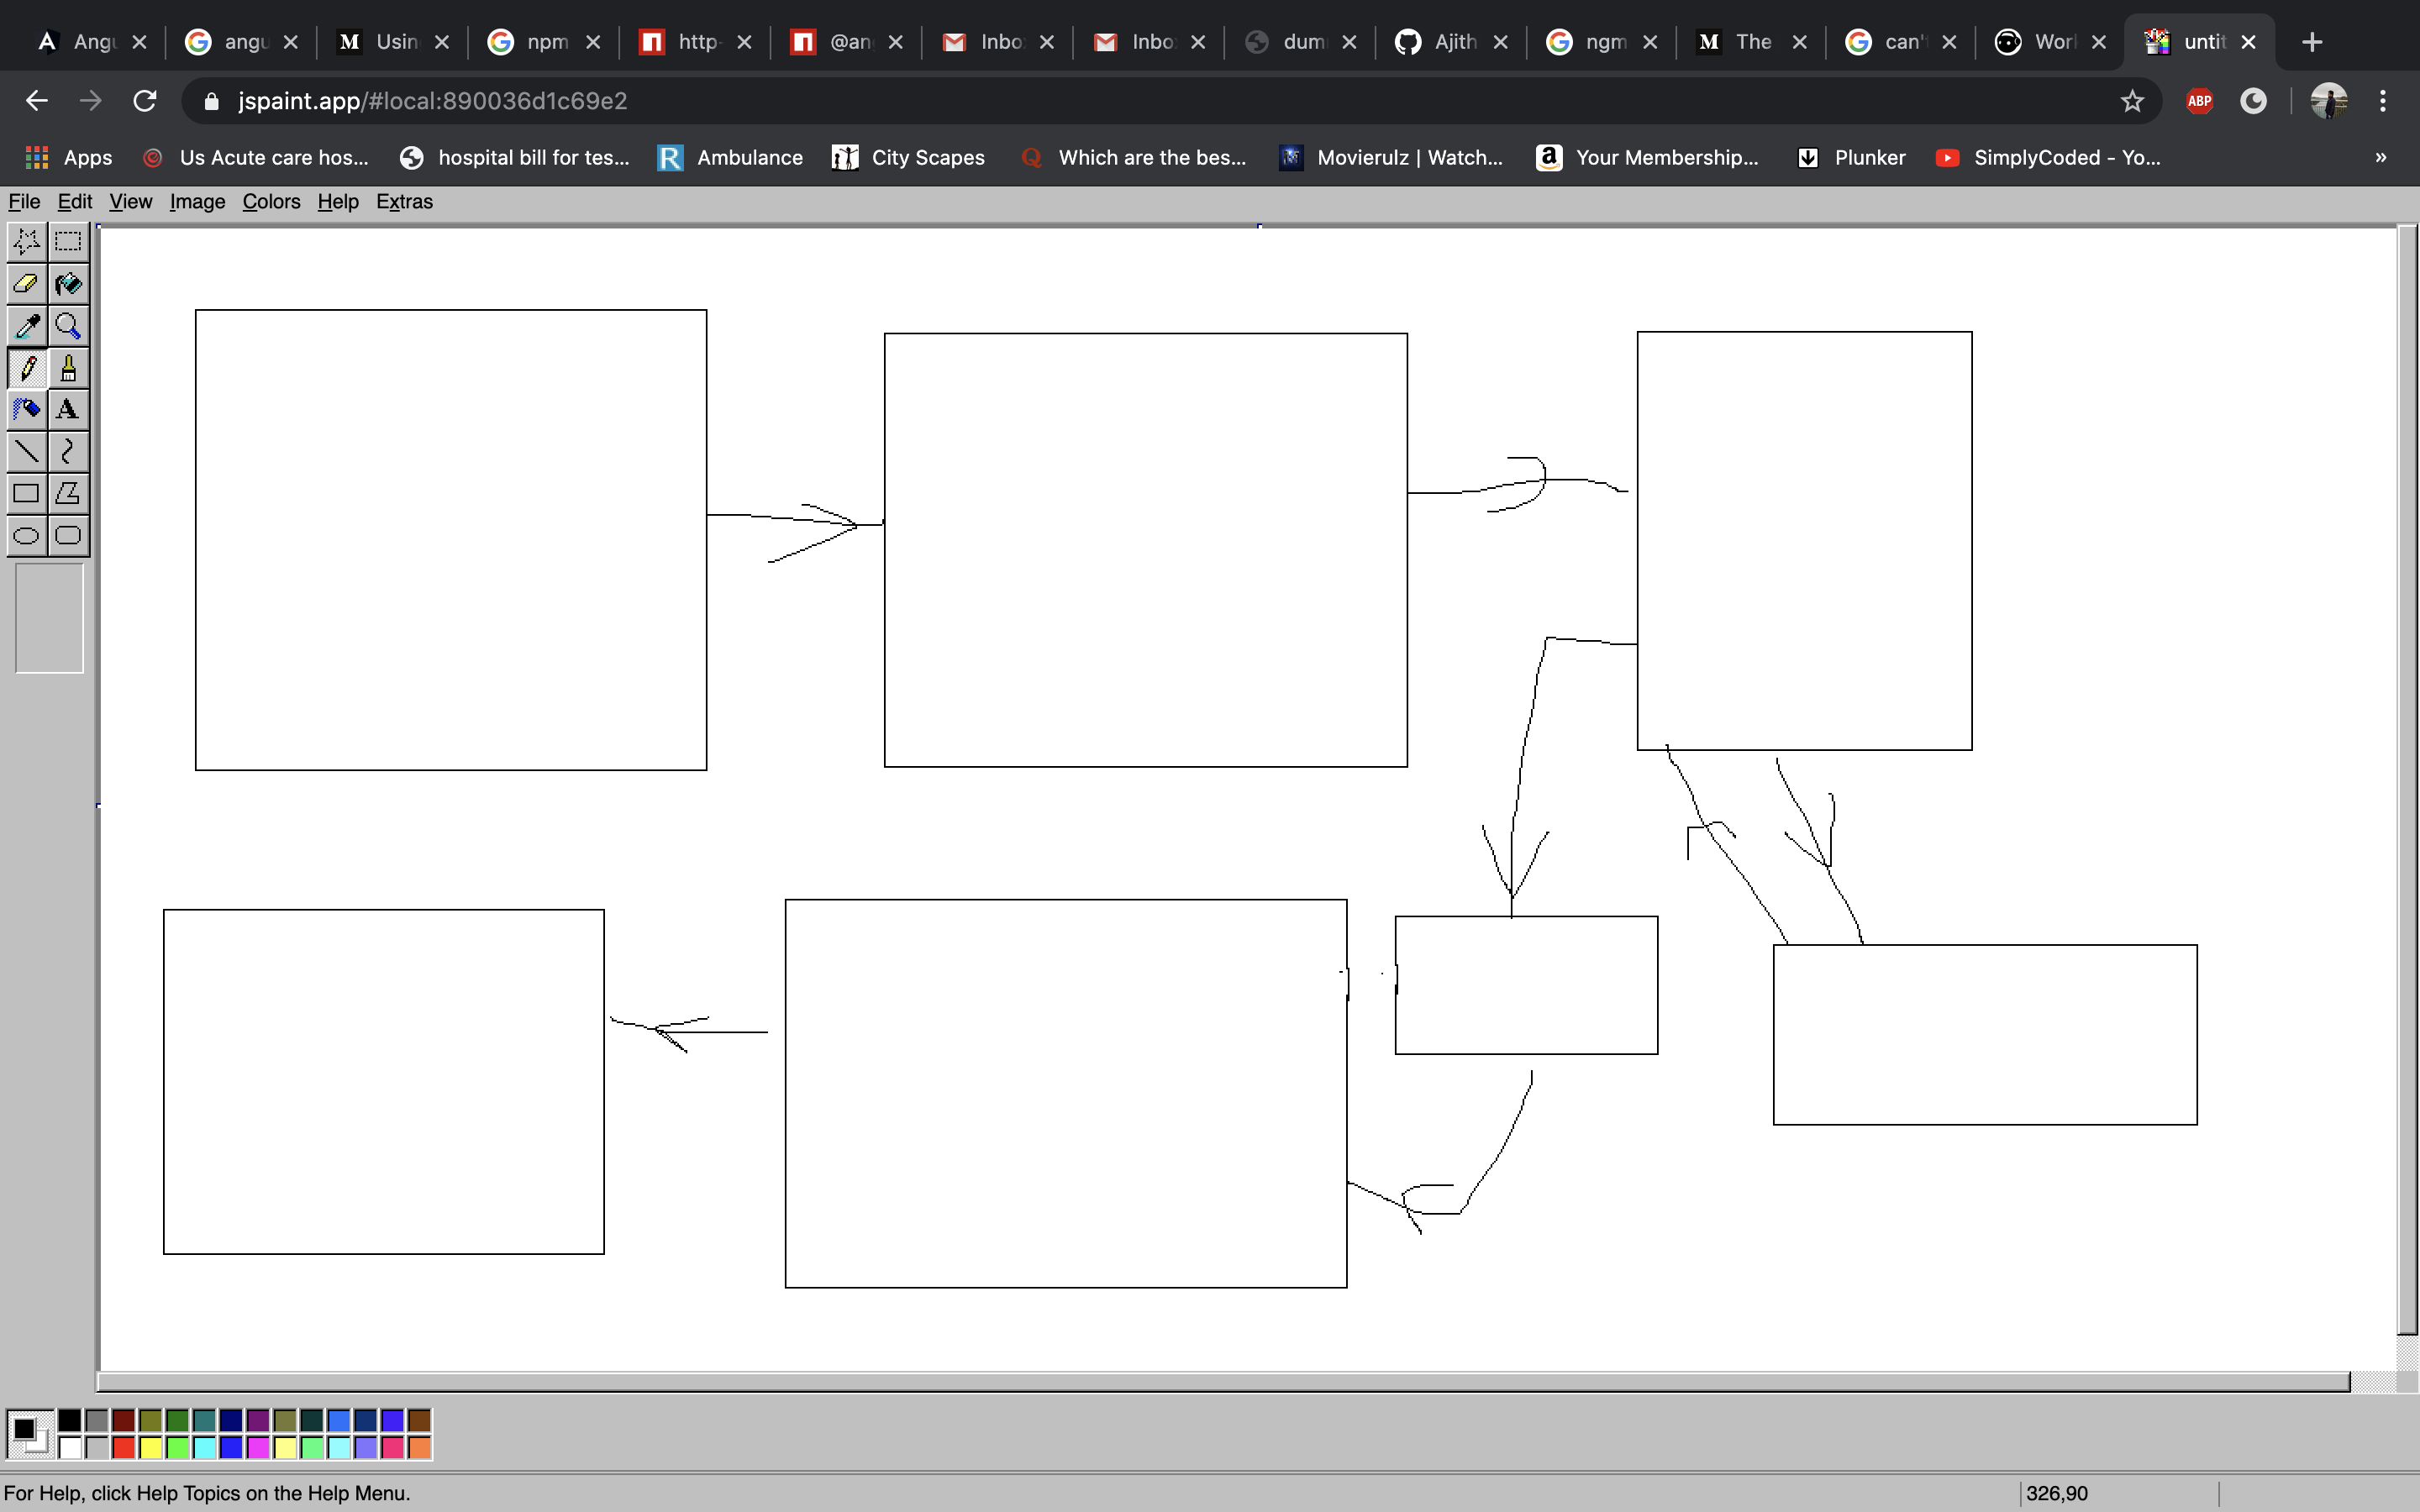 Angu
angu
Usin
npm
http-
@an
Inbo
Inbo
dum
Ajith
ngm
The
can'
Wor
untit
jspaint.app/#local:890036d1c69e2
ABP
Apps
Us Acute care hos...
hospital bill for tes...
Ambulance
City Scapes
Which are the bes...
Movierulz | Watch...
Your Membership...
Plunker
SimplyCoded - Yo...
»
File Edit View Image Colors Help Extras
For Help, click Help Topics on the Help Menu.
326,90